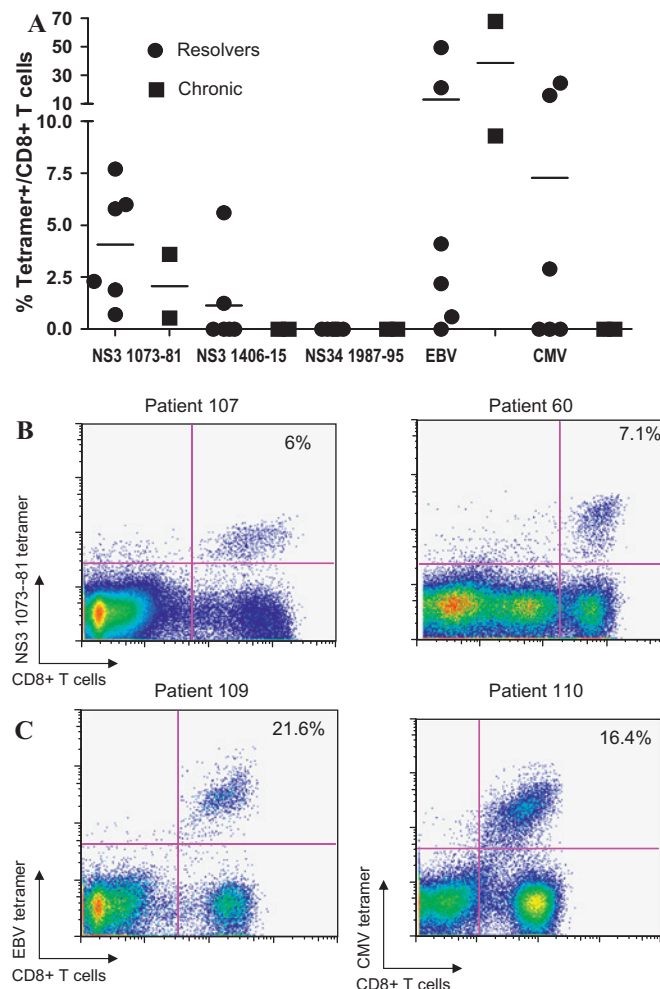 A
% Tetramer+/CD8+ T cells
70
50
30
10
10.0
7.5
5.0
2.5
0.0
Resolvers
Chronic
NS3 1073-81
NS3 1406-15
NS34 1987-95
EBV
CMV
B
Patient 107
Patient 60
6%
7.1%
NS3 1073--81 tetramer
CD8+ T cells
C
Patient 109
Patient 110
21.6%
16.4%
EBV tetramer
CD8+ T cells
CMV tetramer
CD8+ T cells